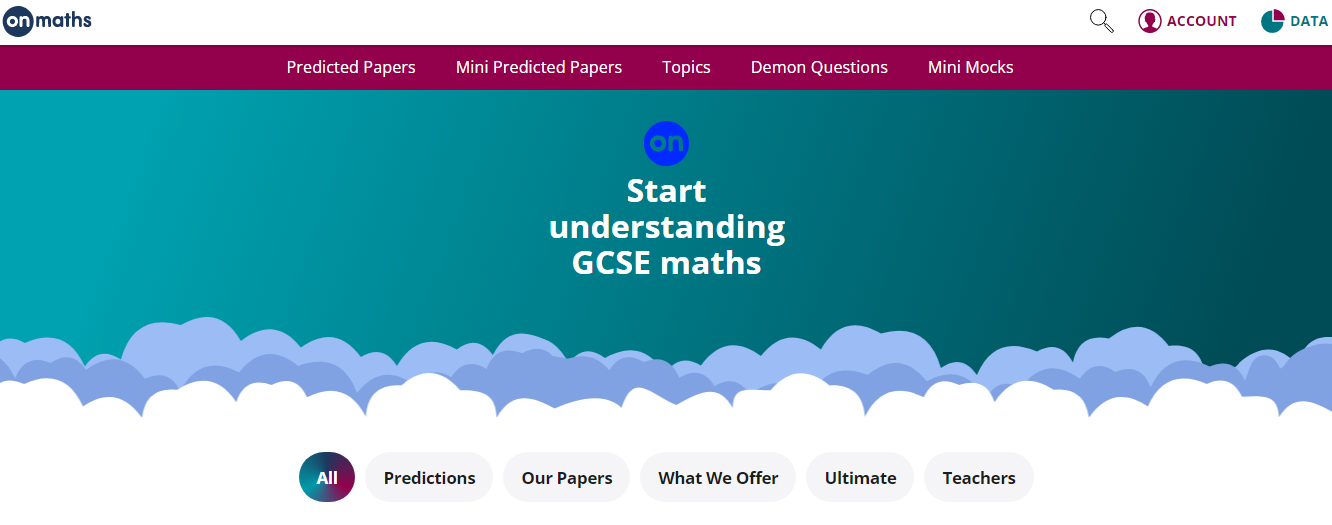 onmaths
ACCOUNT
DATA
Predicted Papers Mini Predicted Papers Topics Demon Questions Mini Mocks
on
Start
understanding
GCSE maths
All Predictions Our Papers What We Offer Ultimate Teachers